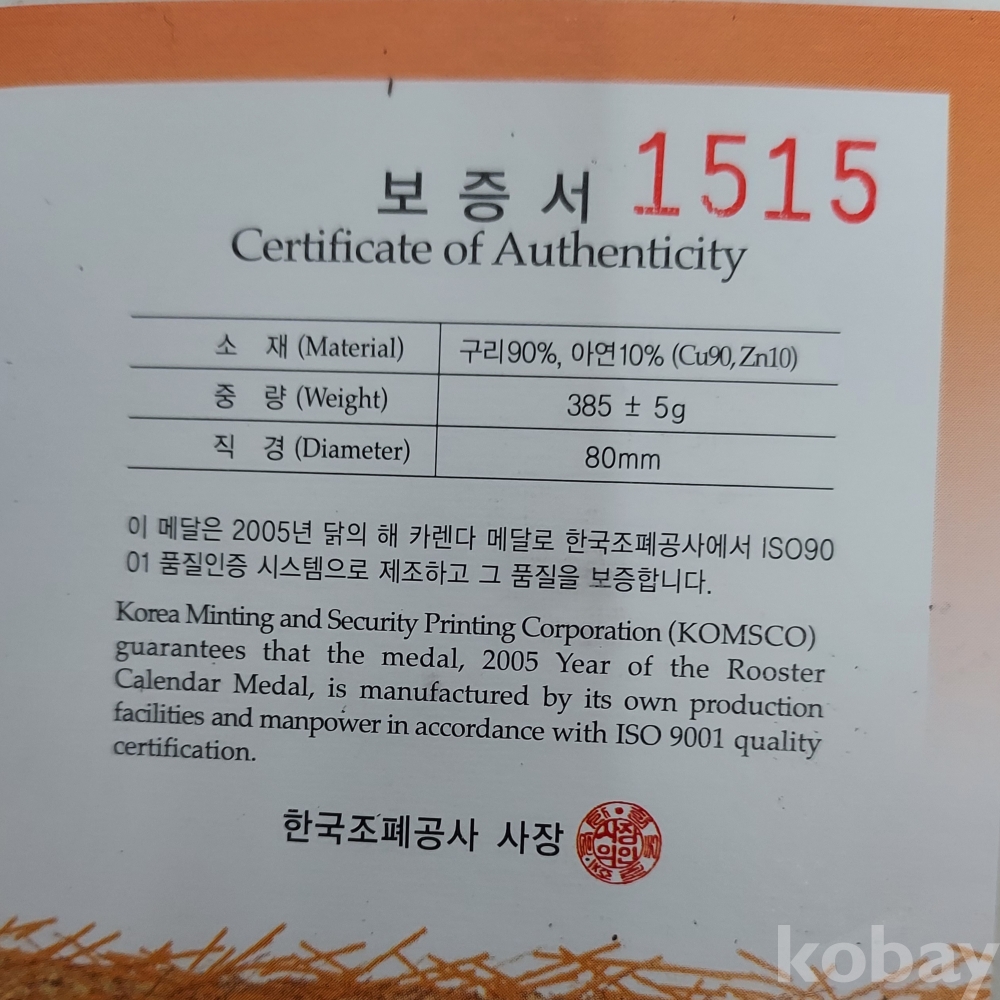 보 증 서 1515
Certificate of Authenticity
소 재 (Material) 구리90%, 아연10% (Cu90, Zn10)
중 량 (Weight) 385 ± 5g
직 경 (Diameter) 80mm
이 메달은 2005년 닭의 해 카렌다 메달로 한국조폐공사에서 ISO90
01 품질인증 시스템으로 제조하고 그 품질을 보증합니다.
Korea Minting and Security Printing Corporation (KOMSCO)
guarantees that the medal, 2005 Year of the Rooster
Calendar Medal, is manufactured by its own production
facilities and manpower in accordance with ISO 9001 quality
certification.
한국조폐공사 사장
사장
의인
kobay